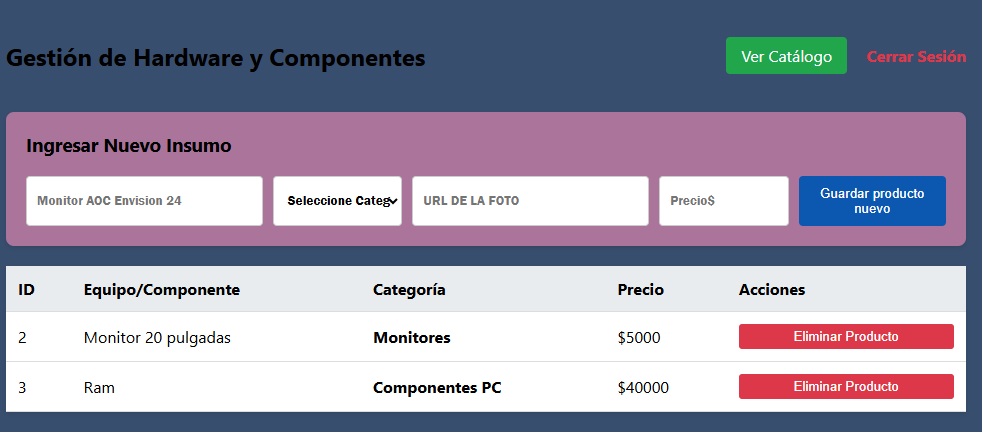 Gestión de Hardware y Componentes
Ver Catálogo
Cerrar Sesión
Ingresar Nuevo Insumo
Monitor AOC Envision 24
Seleccione Categ
URL DE LA FOTO
Precio$
Guardar producto
nuevo
ID Equipo/Componente Categoría Precio Acciones
2 Monitor 20 pulgadas Monitores $5000 Eliminar Producto
3 Ram Componentes PC $40000 Eliminar Producto